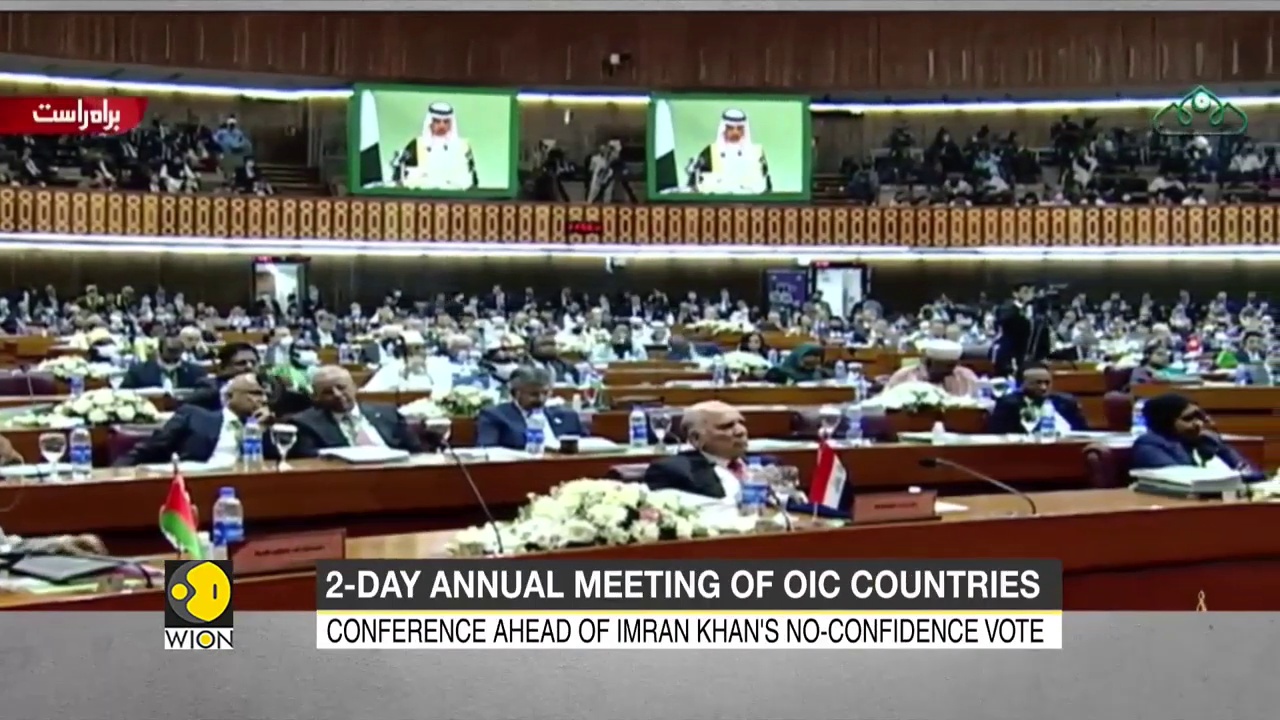 براہ راست
2-DAY ANNUAL MEETING OF OIC COUNTRIES
CONFERENCE AHEAD OF IMRAN KHAN'S NO-CONFIDENCE VOTE
WION